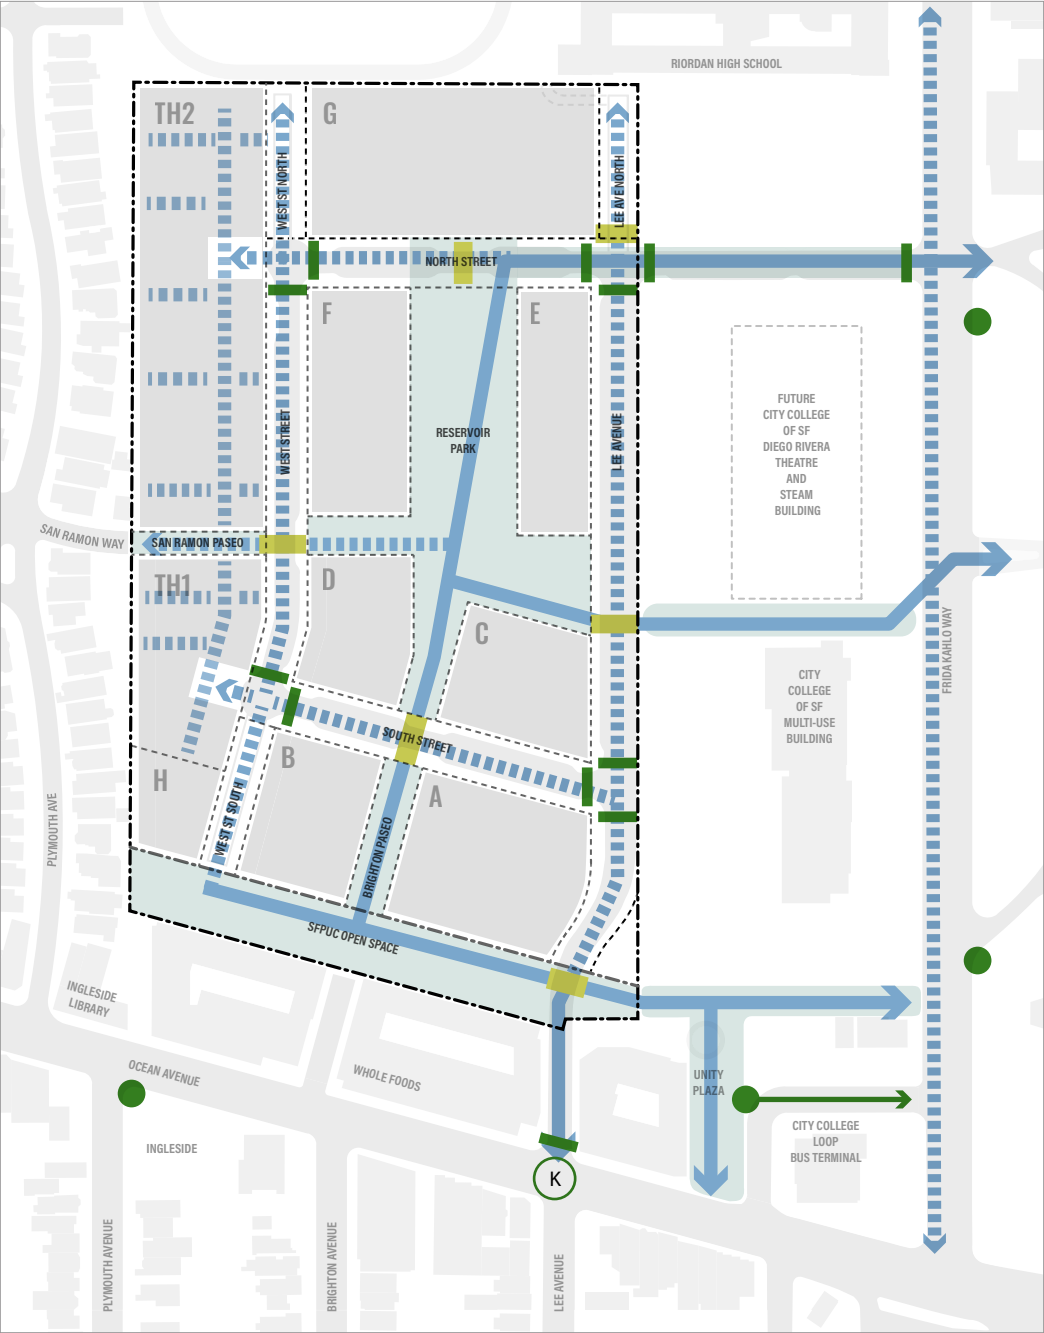 RIORDAN HIGH SCHOOL
TH2
G
WEST ST NORTH
LEE AVE NORTH
NORTH STREET
F
E
RESERVOIR
PARK
WEST STREET
LEE AVENUE
FUTURE
CITY COLLEGE
OF SF
DIEGO RIVERA
THEATRE
AND
STEAM
BUILDING
SAN RAMON WAY
SAN RAMON PASEO
TH1
D
C
FRIDA KAHLO WAY
CITY
COLLEGE
OF SF
MULTI-USE
BUILDING
SOUTH STREET
B
H
A
WEST ST SOUTH
BRIGHTON PASEO
PLYMOUTH AVE
SFPUC OPEN SPACE
INGLESIDE
LIBRARY
OCEAN AVENUE
WHOLE FOODS
UNITY
PLAZA
CITY COLLEGE
LOOP
BUS TERMINAL
INGLESIDE
K
PLYMOUTH AVENUE
BRIGHTON AVENUE
LEE AVENUE